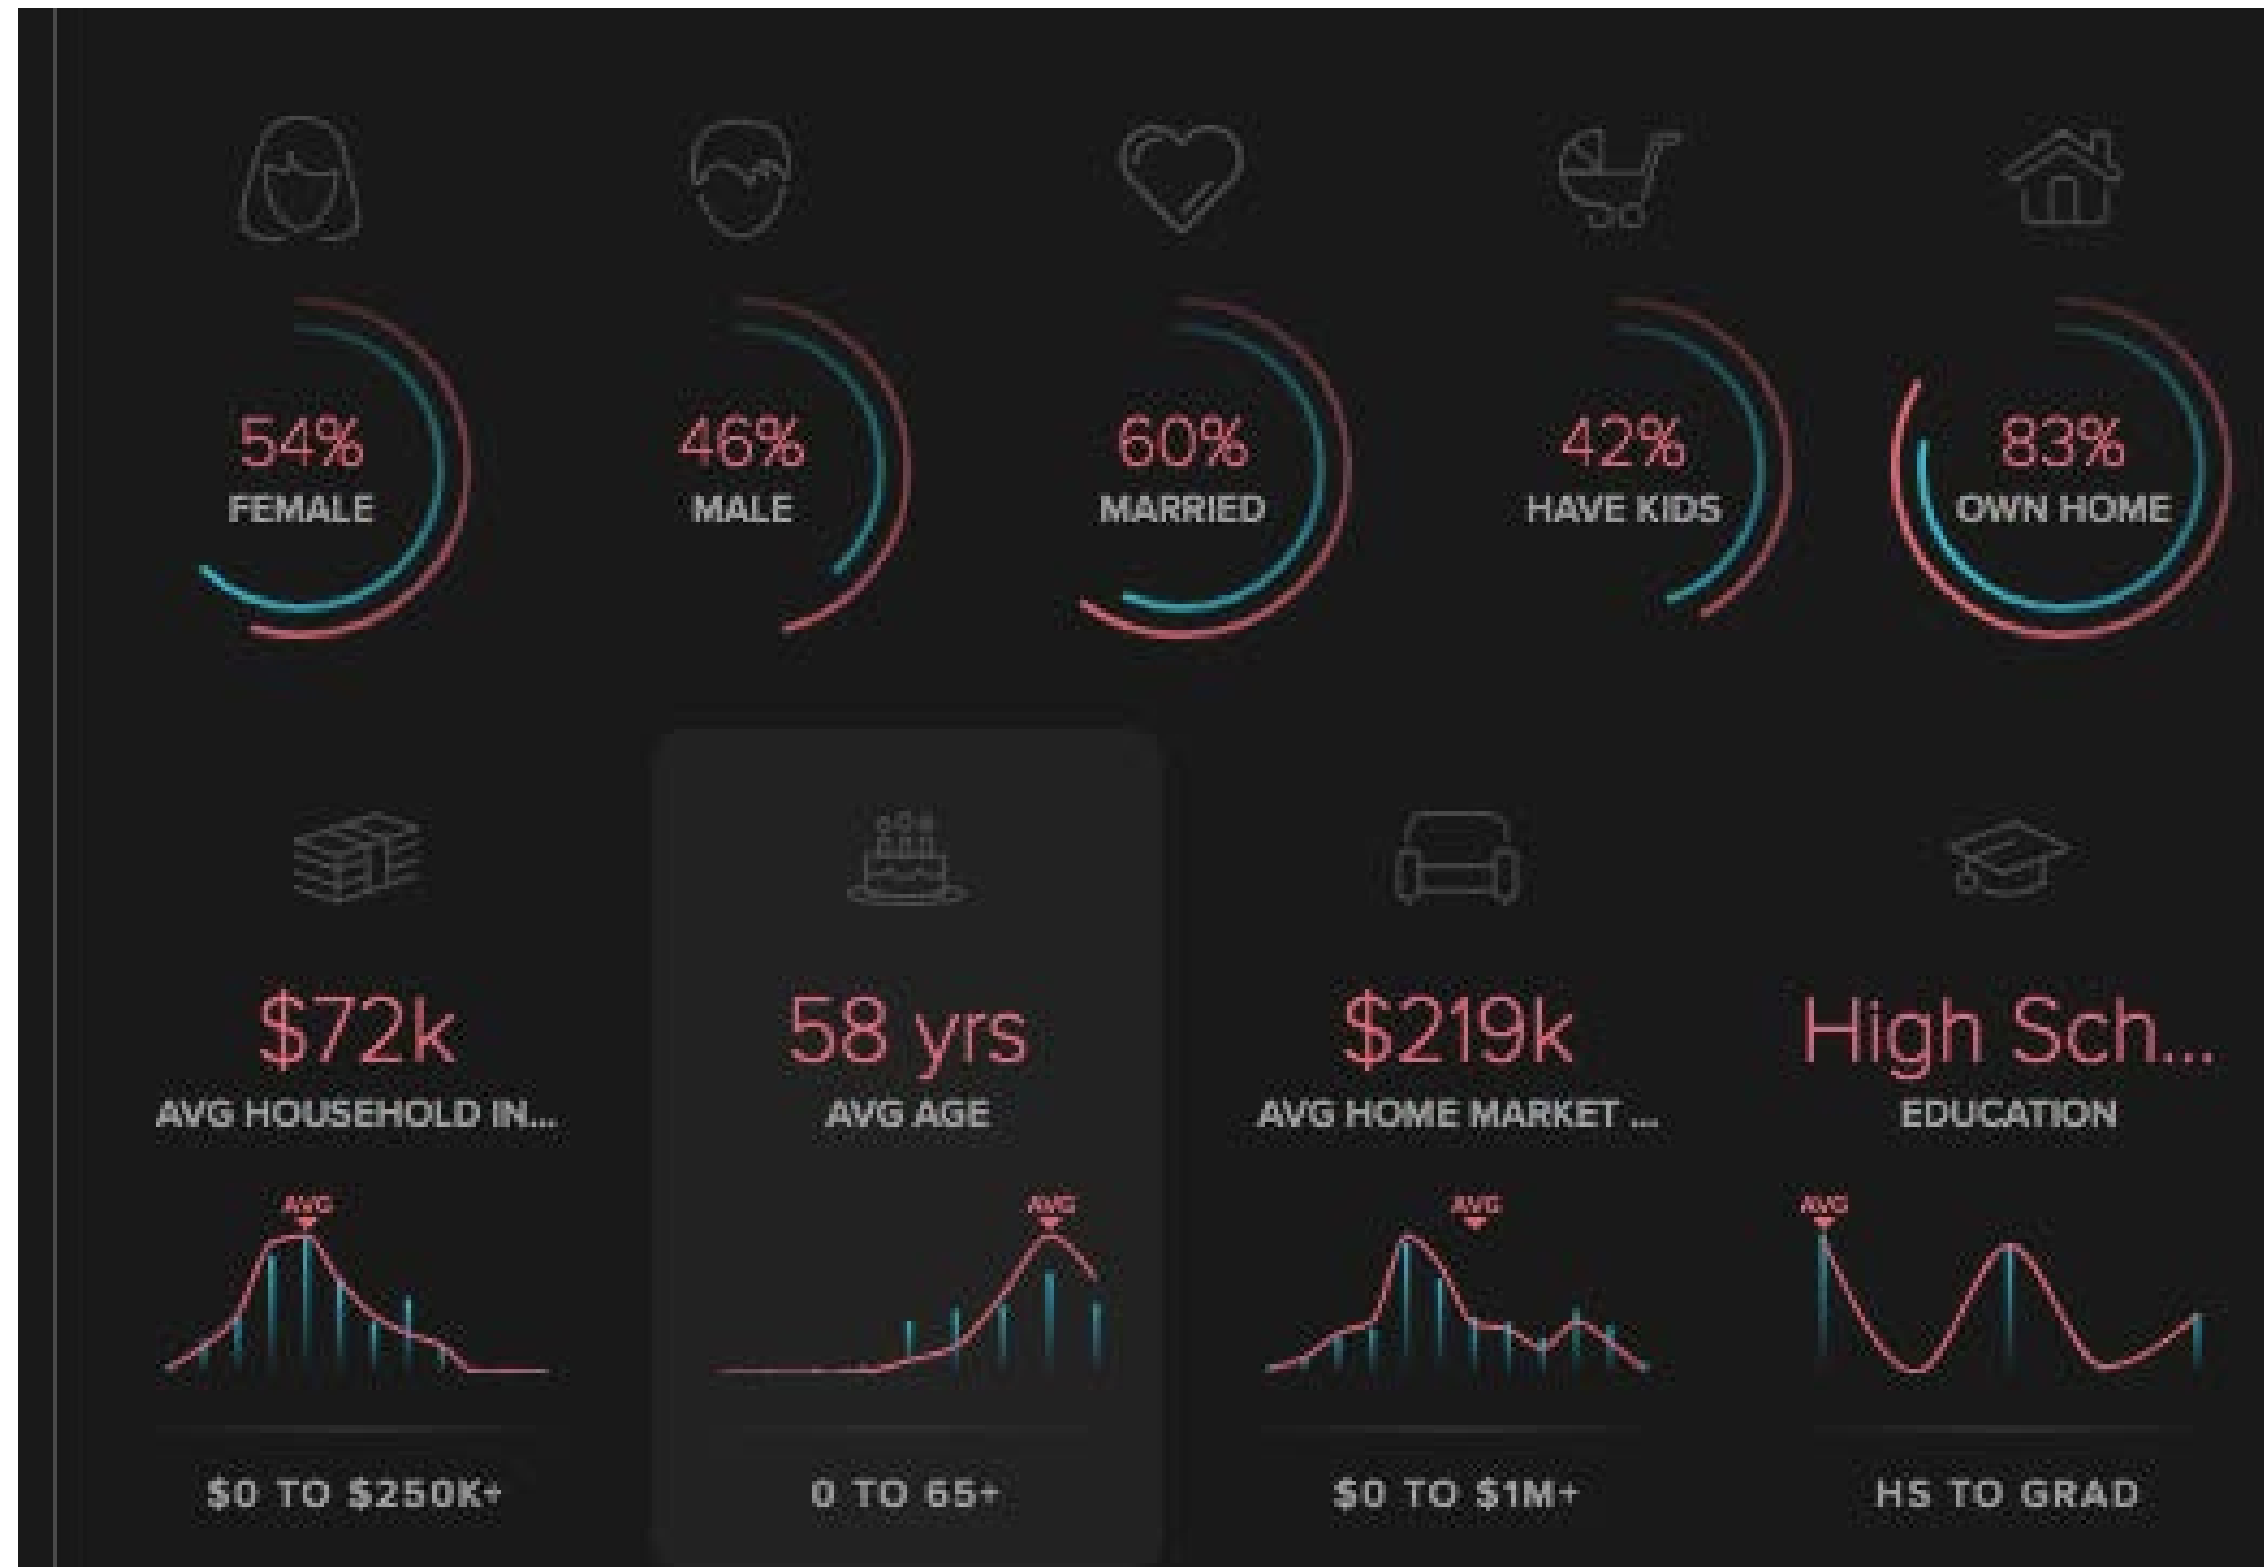 54%
FEMALE
46%
MALE
60%
MARRIED
42%
HAVE KIDS
83%
OWN HOME
$72k
AVG HOUSEHOLD IN...
AVG
$0 TO $250K+
58 yrs
AVG AGE
AVG
0 TO 65+
$219k
AVG HOME MARKET ...
AVG
$0 TO $1M+
High Sch...
EDUCATION
AVG
HS TO GRAD